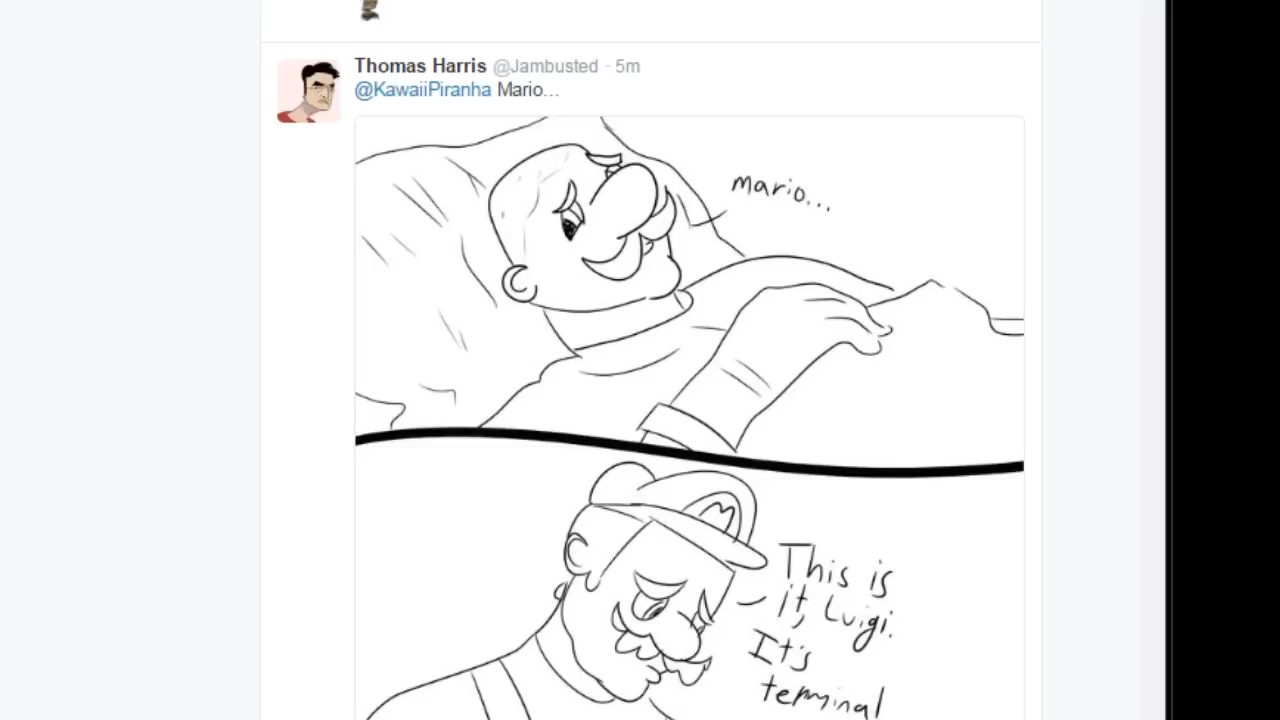 Thomas Harris @Jambusted · 5m
@KawaiiPiranha Mario...
mario...
This is
it, Luigi.
It's
terminal